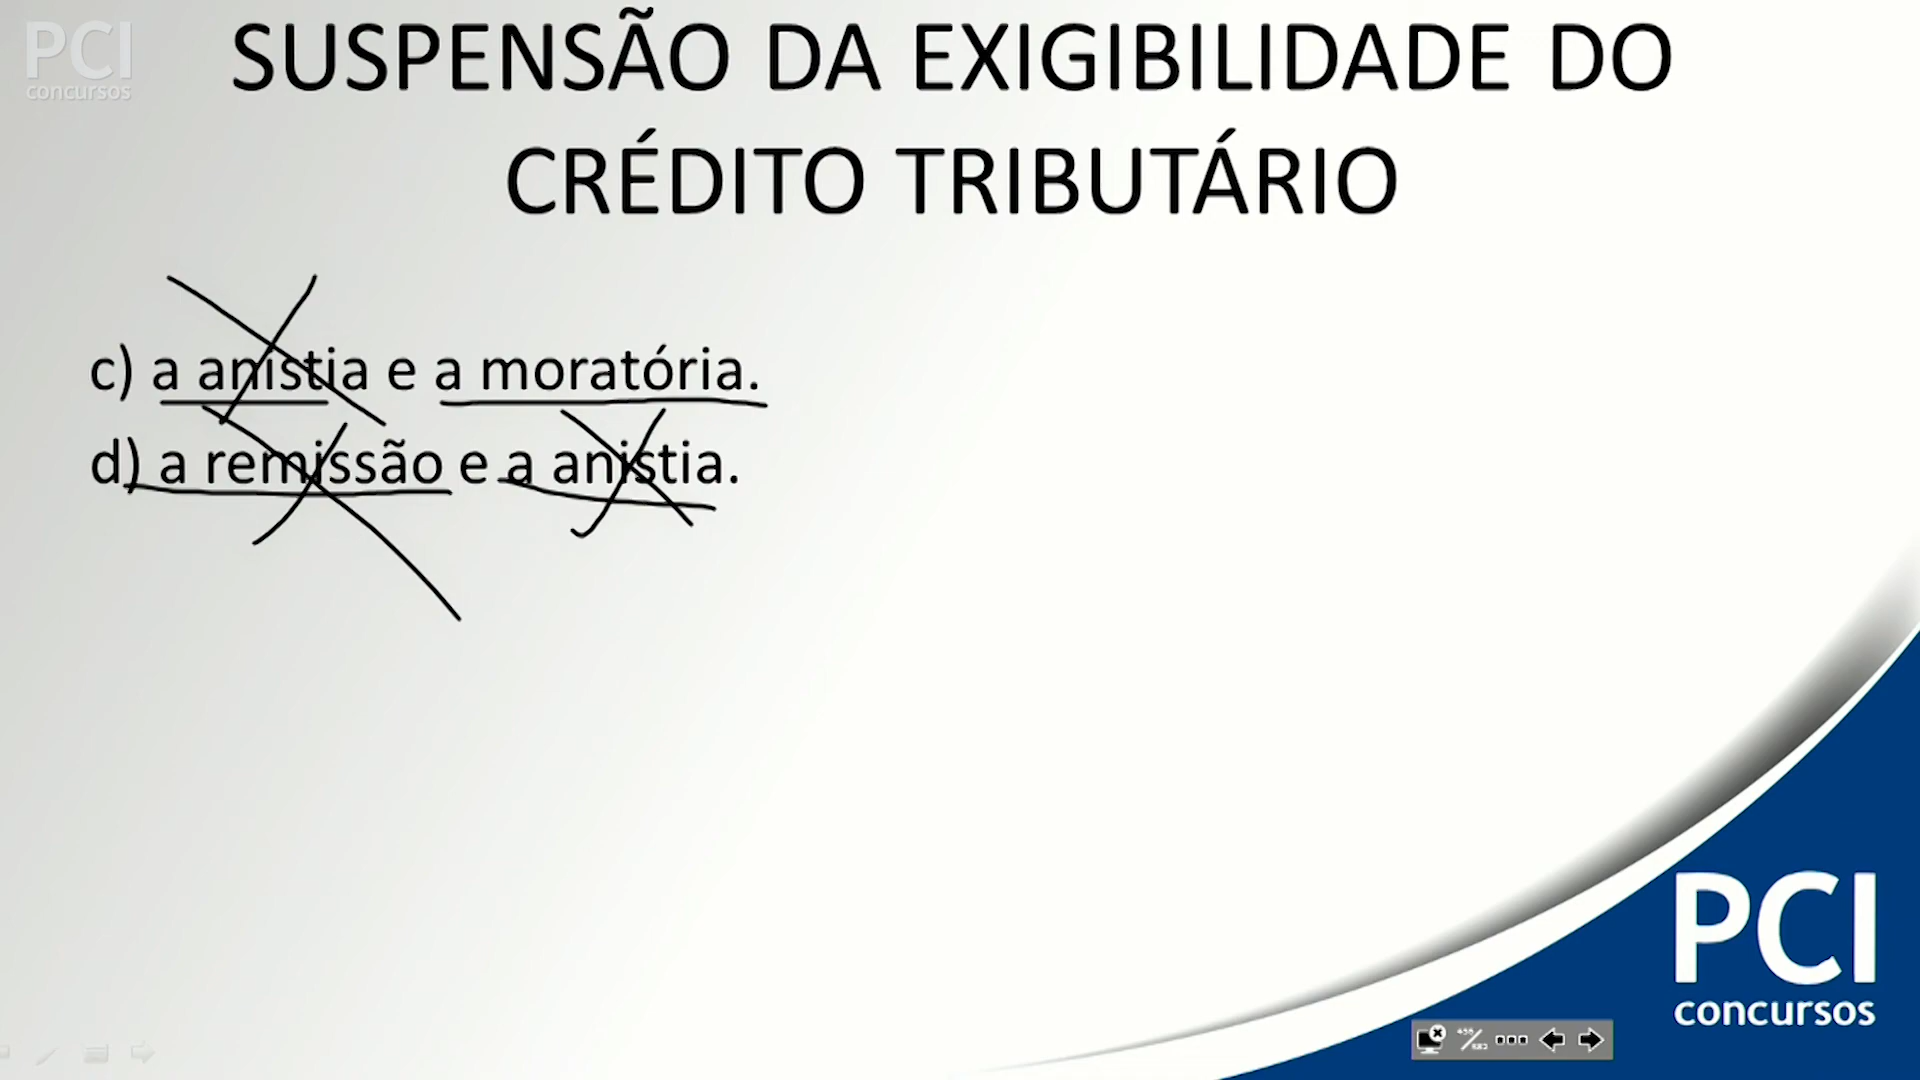 PCI
concursos
SUSPENSÃO DA EXIGIBILIDADE DO
CRÉDITO TRIBUTÁRIO
c) a anistia e a moratória.
d) a remissão e a anistia.
PCI
concursos